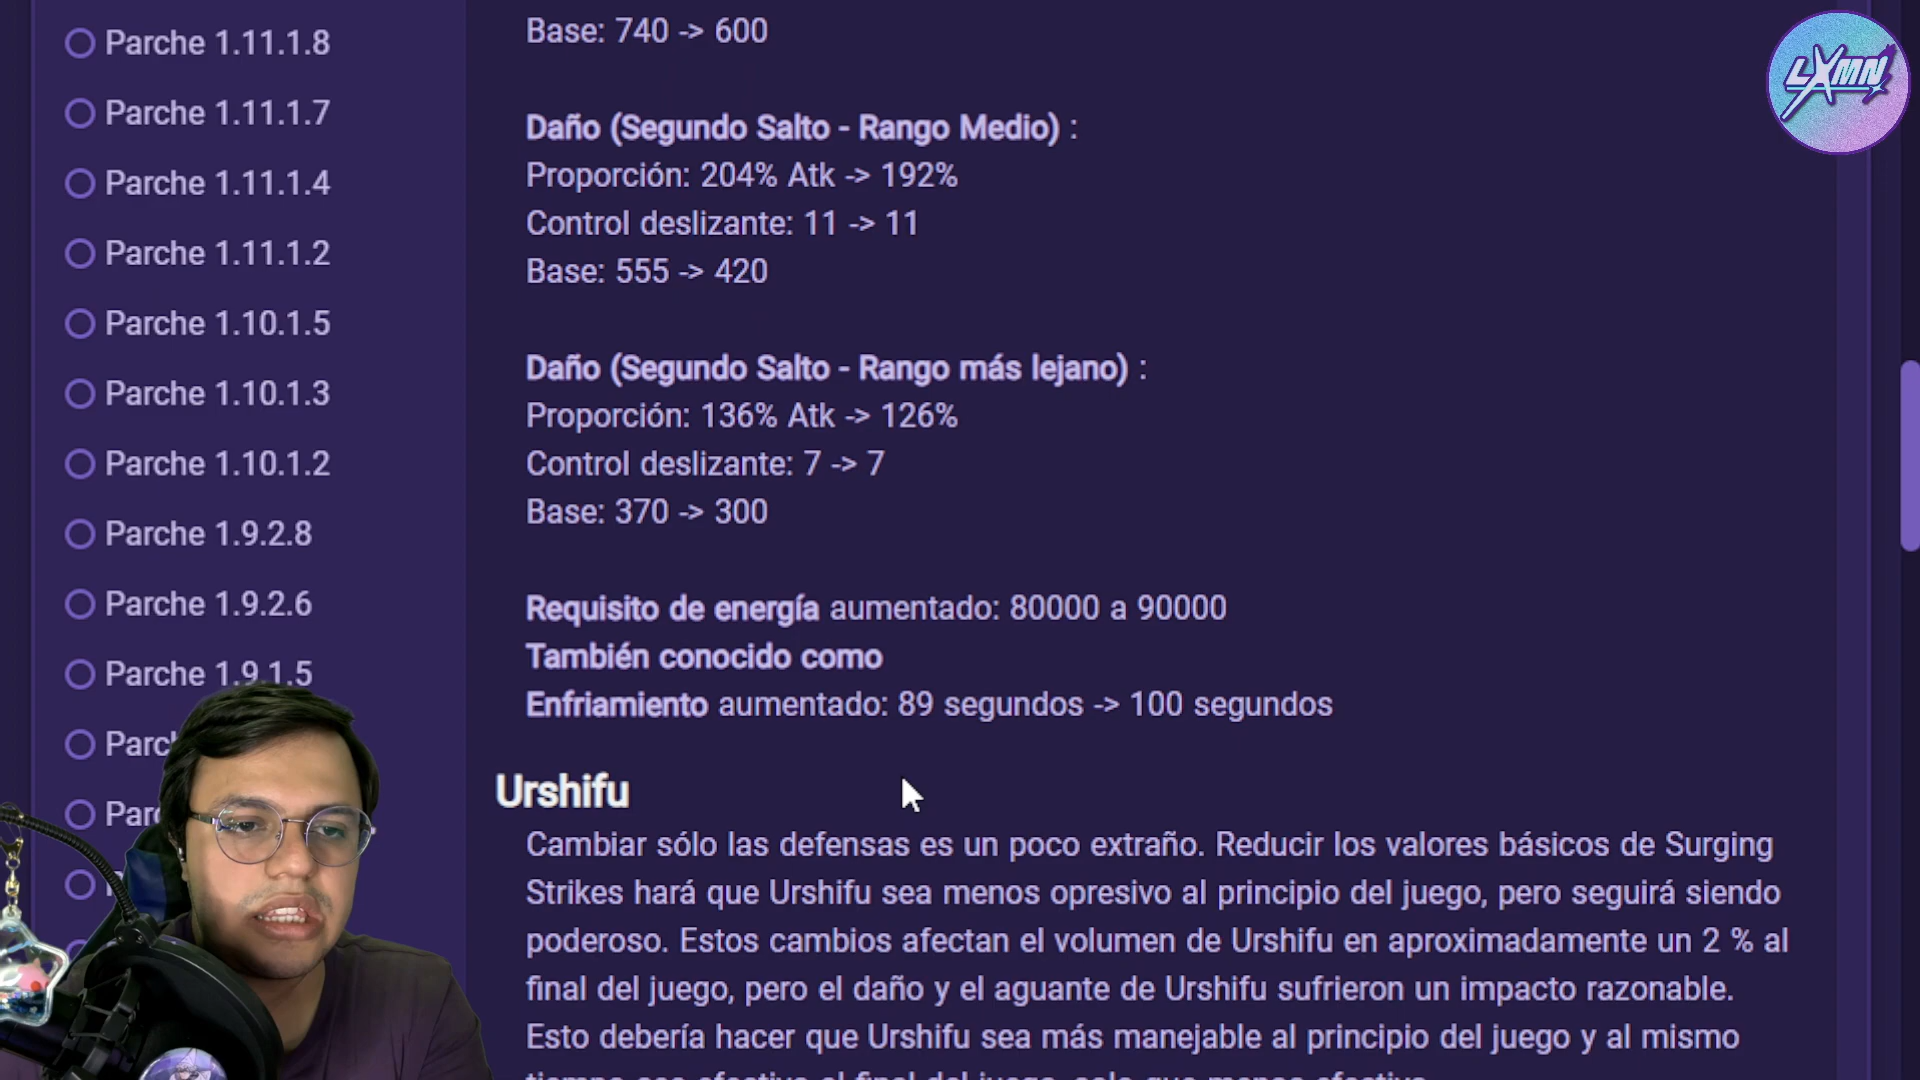 Parche 1.11.1.8
Parche 1.11.1.7
Parche 1.11.1.4
Parche 1.11.1.2
Parche 1.10.1.5
Parche 1.10.1.3
Parche 1.10.1.2
Parche 1.9.2.8
Parche 1.9.2.6
Parche 1.9.1.5
Base: 740 -> 600
Daño (Segundo Salto - Rango Medio) :
Proporción: 204% Atk -> 192%
Control deslizante: 11 -> 11
Base: 555 -> 420
Daño (Segundo Salto - Rango más lejano) :
Proporción: 136% Atk -> 126%
Control deslizante: 7 -> 7
Base: 370 -> 300
Requisito de energía aumentado: 80000 a 90000
También conocido como
Enfriamiento aumentado: 89 segundos -> 100 segundos
Urshifu
Cambiar sólo las defensas es un poco extraño. Reducir los valores básicos de Surging
Strikes hará que Urshifu sea menos opresivo al principio del juego, pero seguirá siendo
poderoso. Estos cambios afectan el volumen de Urshifu en aproximadamente un 2 % al
final del juego, pero el daño y el aguante de Urshifu sufrieron un impacto razonable.
Esto debería hacer que Urshifu sea más manejable al principio del juego y al mismo
LXMN